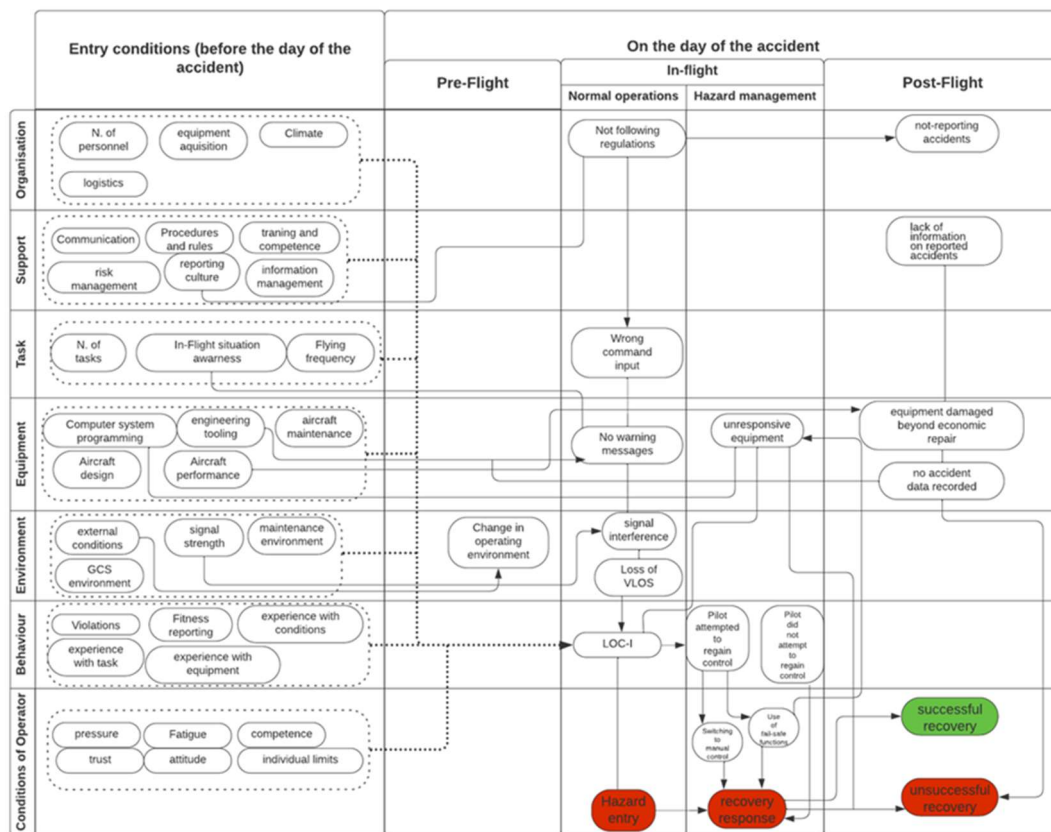 Entry conditions (before the day of the
accident)
On the day of the accident
Pre-Flight
In-flight
Normal operations
Hazard management
Post-Flight
Organisation
N. of
personnel
equipment
aquisition
Climate
logistics
Not following
regulations
not-reporting
accidents
Support
Communication
Procedures
and rules
traning and
competence
risk
management
reporting
culture
information
management
lack of
information
on reported
accidents
Task
N. of
tasks
In-Flight situation
awarness
Flying
frequency
Wrong
command
input
Equipment
Computer system
programming
engineering
tooling
aircraft
maintenance
Aircraft
design
Aircraft
performance
No warning
messages
unresponsive
equipment
equipment damaged
beyond economic
repair
no accident
data recorded
Environment
external
conditions
signal
strength
maintenance
environment
GCS
environment
Change in
operating
environment
signal
interference
Loss of
VLOS
Behaviour
Violations
Fitness
reporting
experience with
conditions
experience
with task
experience with
equipment
LOC-I
Pilot
attempted
to
regain
control
Pilot
did
not
attempt
to
regain
control
Conditions of Operator
pressure
Fatigue
competence
trust
attitude
individual limits
Switching
to
manual
control
Use
of
fail-safe
functions
successful
recovery
Hazard
entry
recovery
response
unsuccessful
recovery